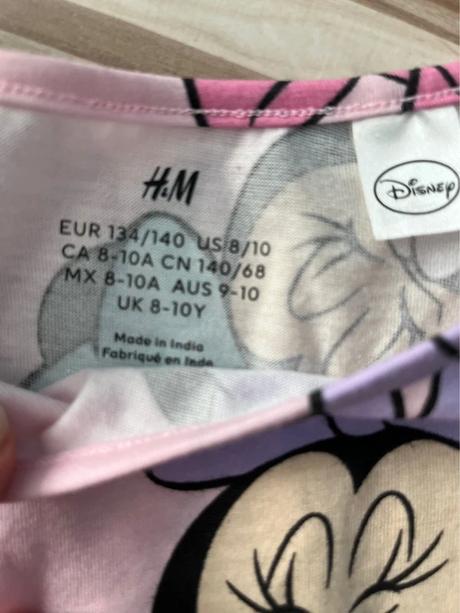 H&M
Disney
EUR 134/140 US 8/10
CA 8-10A CN 140/68
MX 8-10A AUS 9-10
UK 8-10Y
Made in India
Fabriqué en Inde